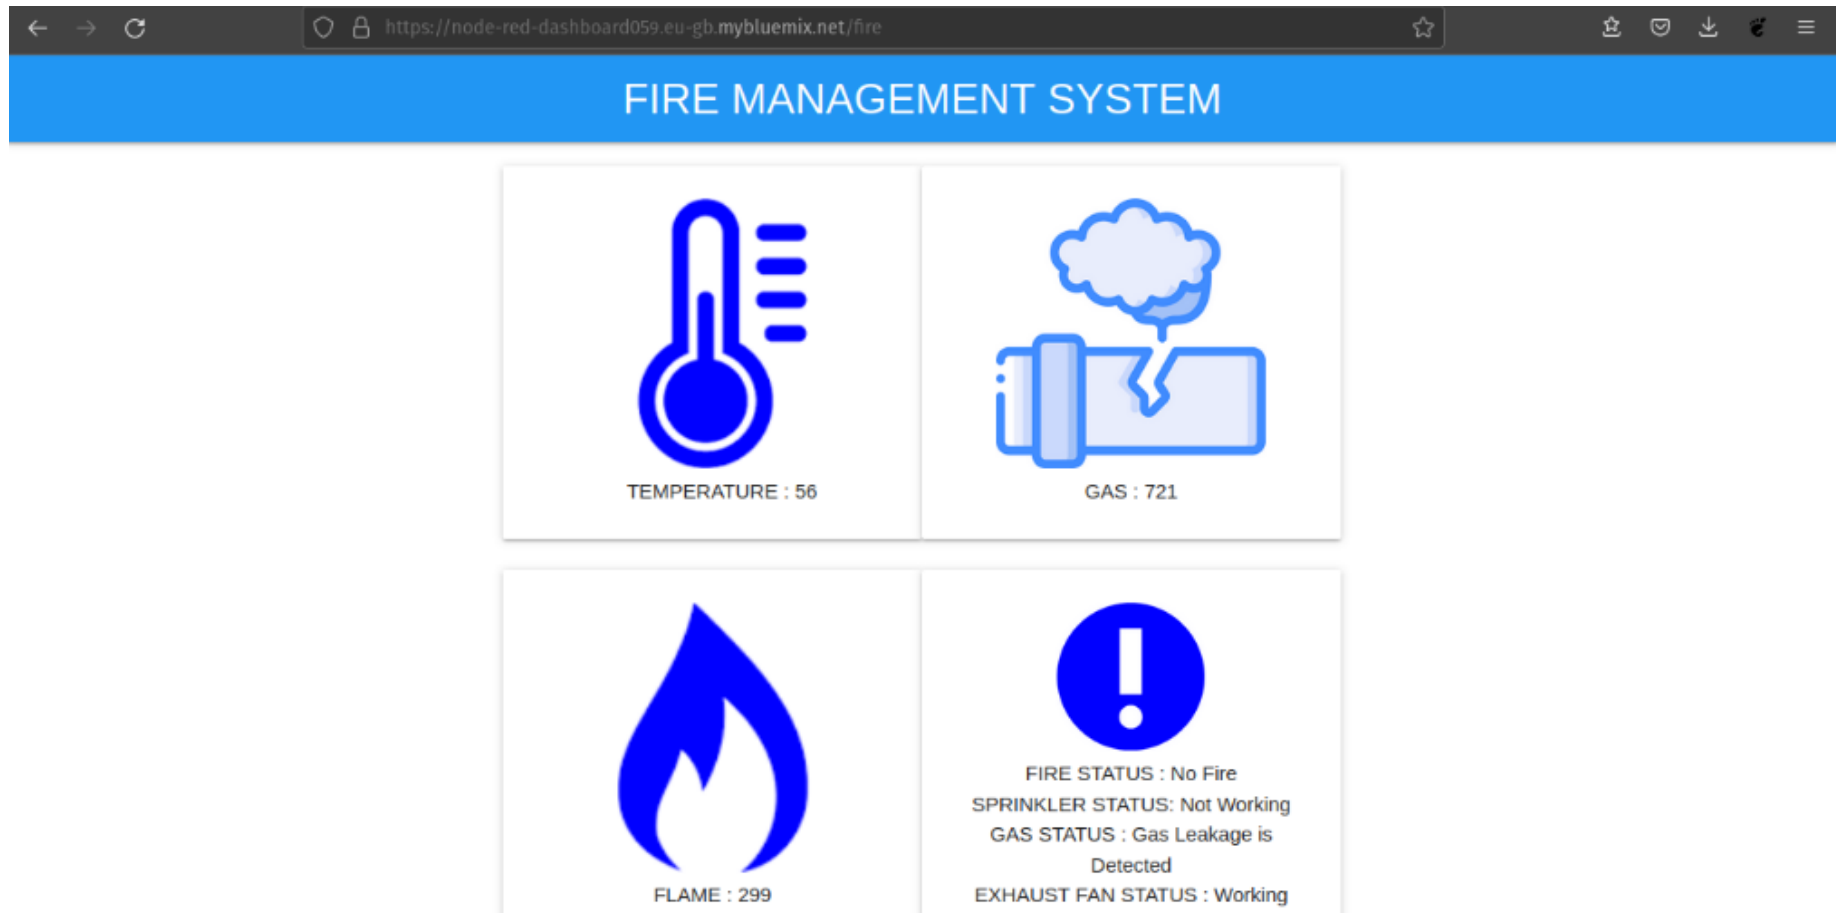 https://node-red-dashboard059.eu-gb.mybluemix.net/fire
FIRE MANAGEMENT SYSTEM
TEMPERATURE : 56
GAS : 721
FLAME : 299
FIRE STATUS : No Fire
SPRINKLER STATUS: Not Working
GAS STATUS : Gas Leakage is
Detected
EXHAUST FAN STATUS : Working